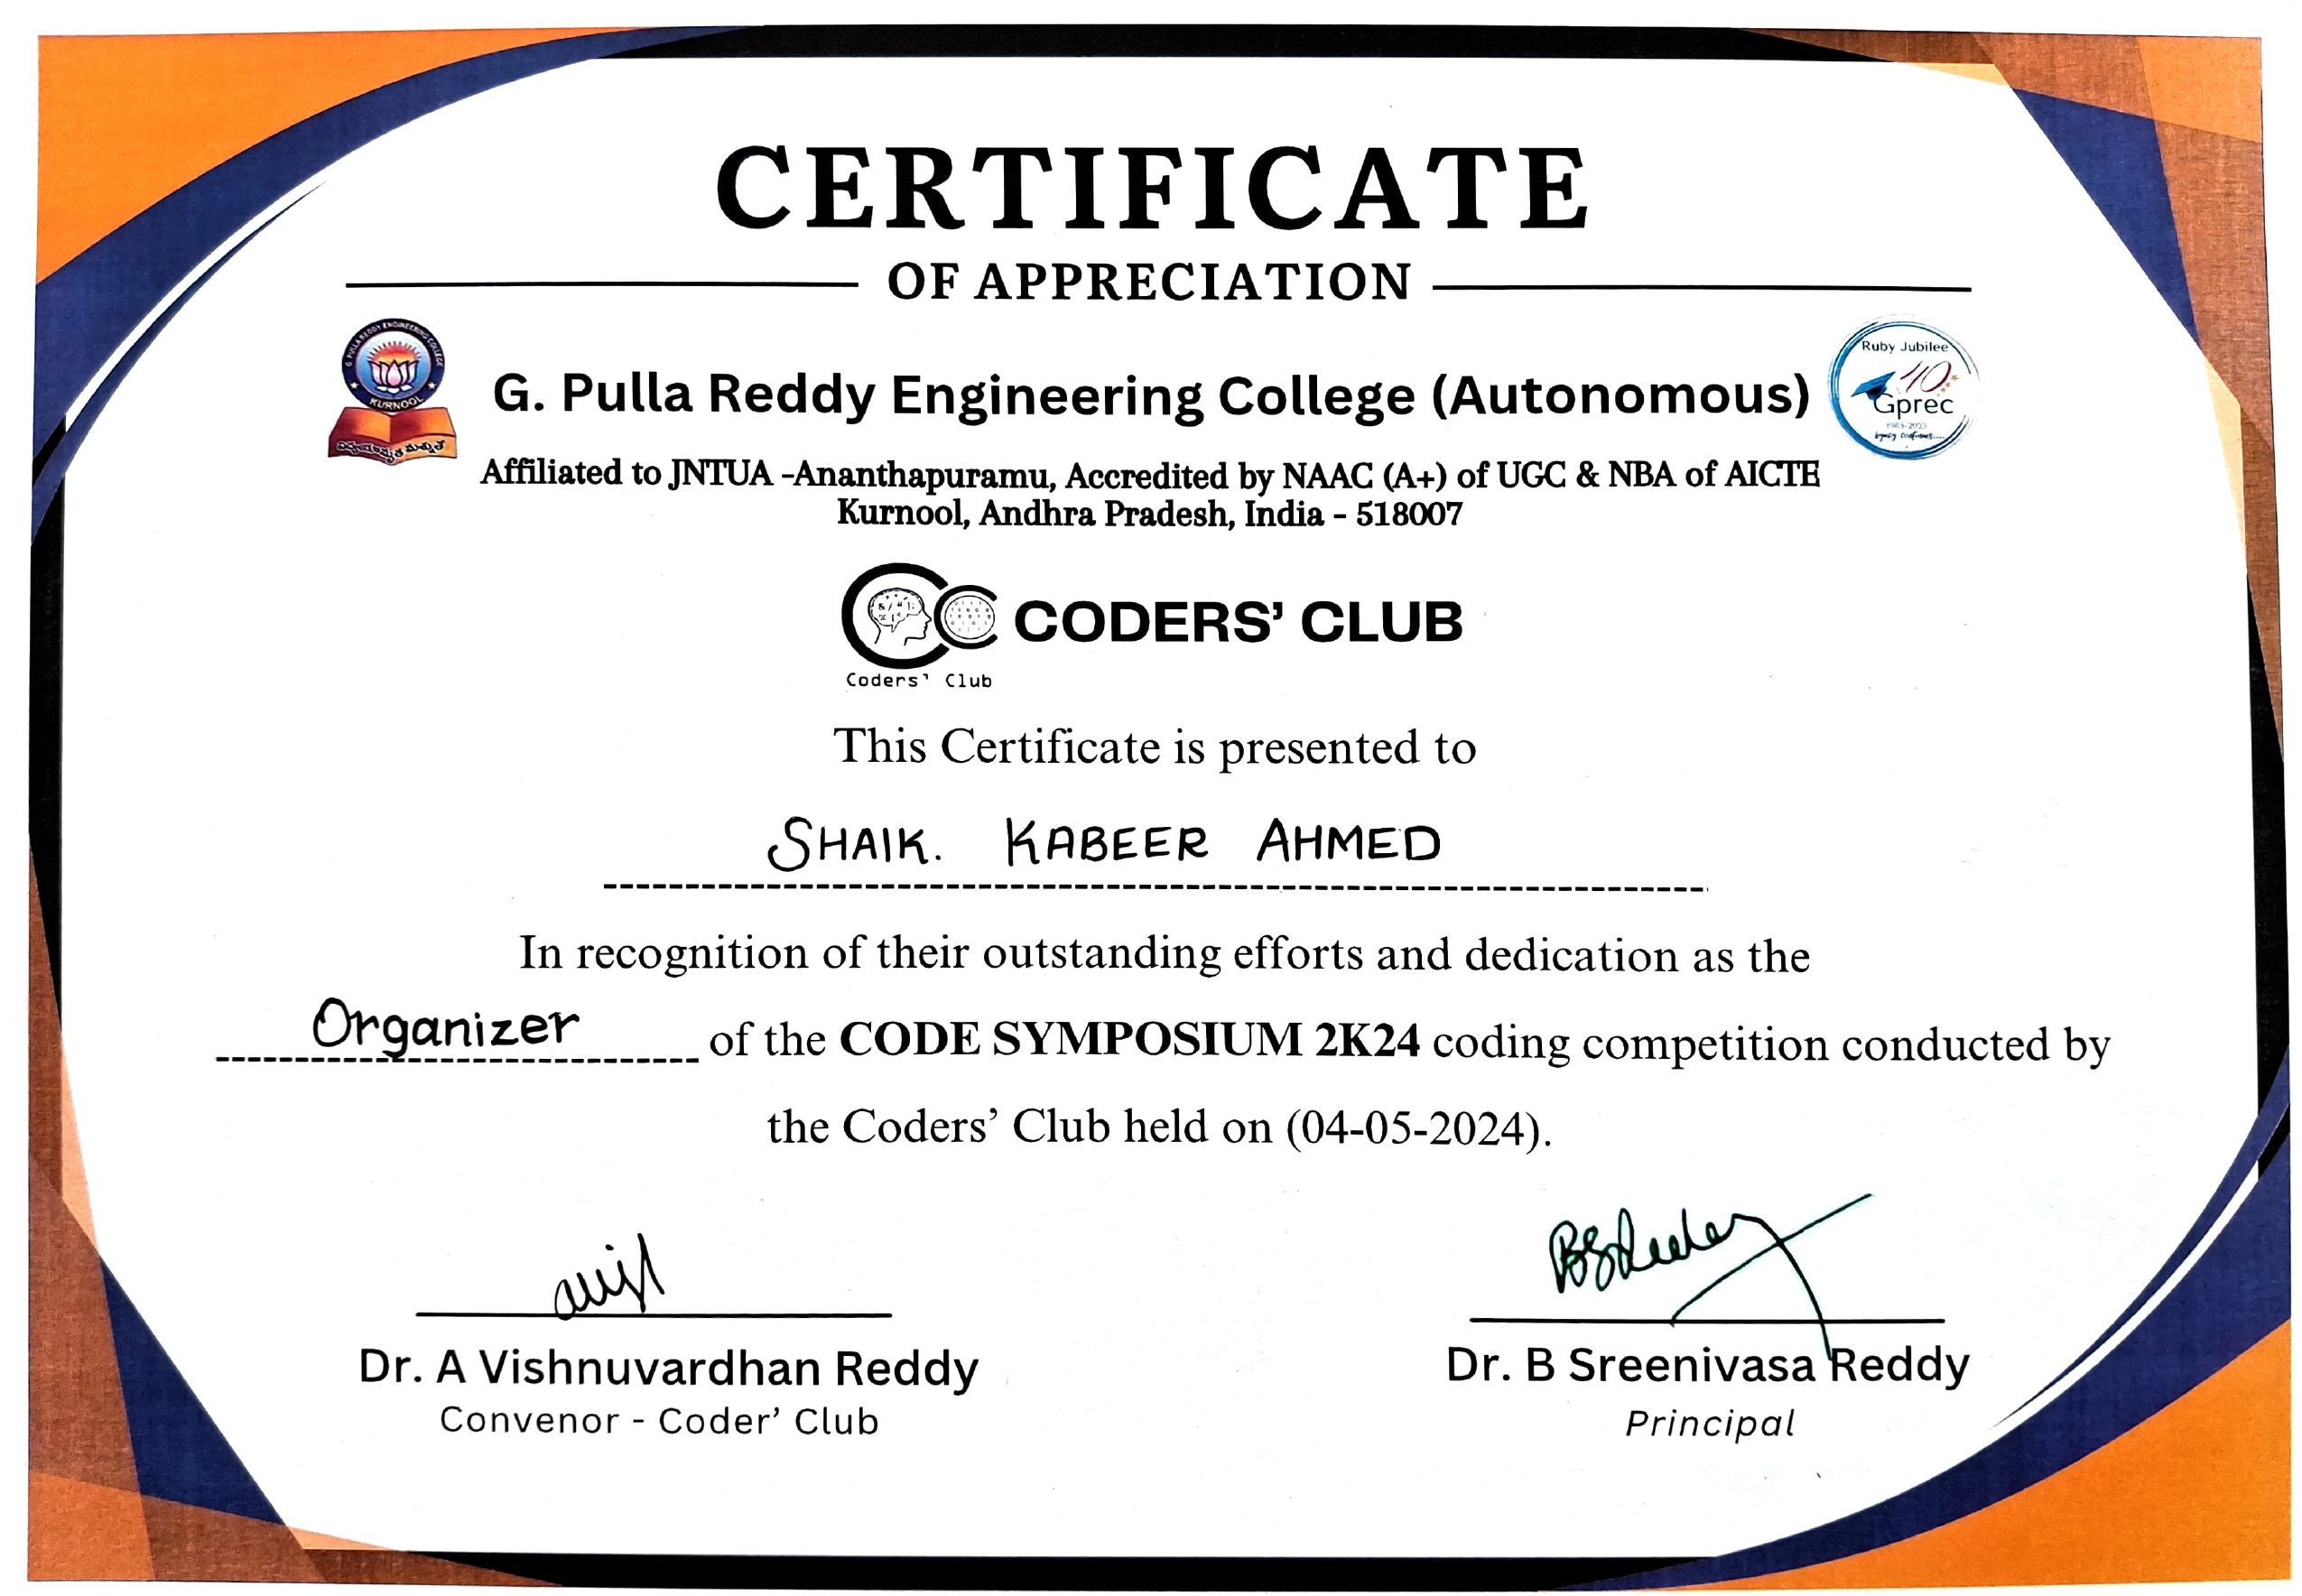 CERTIFICATE
OF APPRECIATION
G PULLA REDDY ENGINEERING COLLEGE
KURNOOL
Ruby Jubilee
40
Gprec
G. Pulla Reddy Engineering College (Autonomous)
Affiliated to JNTUA -Ananthapuramu, Accredited by NAAC (A+) of UGC & NBA of AICTE
Kurnool, Andhra Pradesh, India - 518007
CODERS’ CLUB
Coders' Club
This Certificate is presented to
SHAIK. KABEER AHMED
In recognition of their outstanding efforts and dedication as the
Organizer of the CODE SYMPOSIUM 2K24 coding competition conducted by
the Coders’ Club held on (04-05-2024).
Dr. A Vishnuvardhan Reddy
Convenor - Coder’ Club
Dr. B Sreenivasa Reddy
Principal